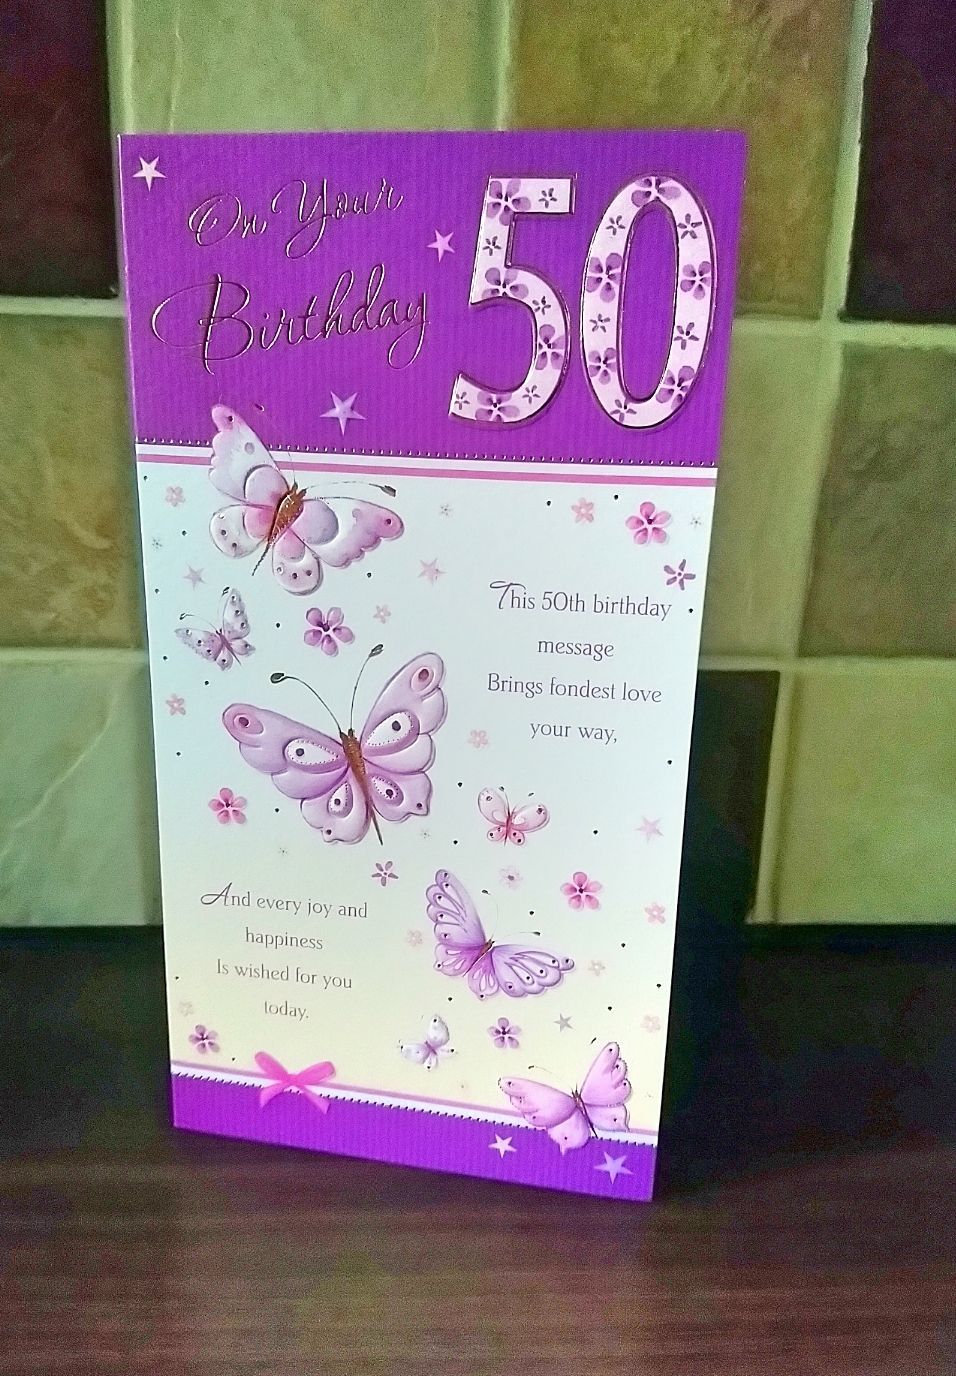 On Your
Birthday
50
This 50th birthday
message
Brings fondest love
your way,
And every joy and
happiness
Is wished for you
today.